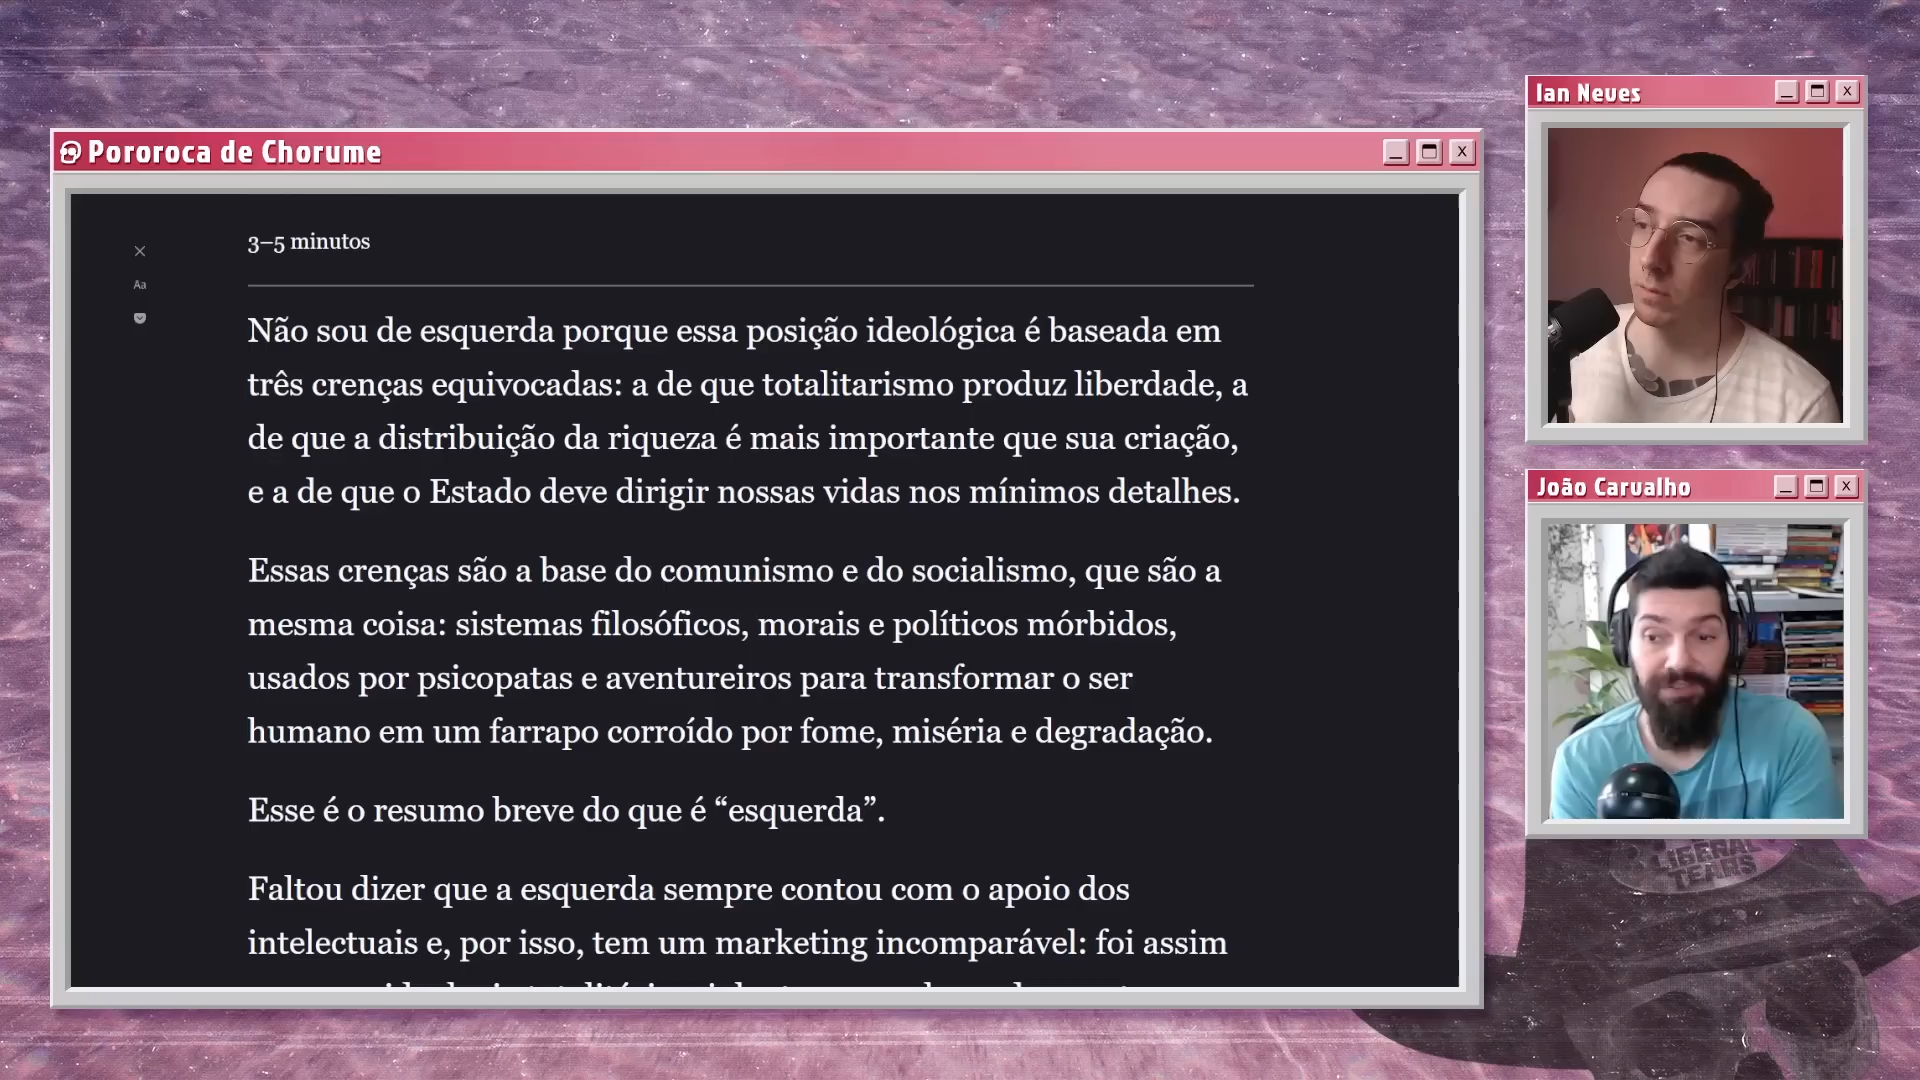 Pororoca de Chorume
3–5 minutos
Aa
Não sou de esquerda porque essa posição ideológica é baseada em
três crenças equivocadas: a de que totalitarismo produz liberdade, a
de que a distribuição da riqueza é mais importante que sua criação,
e a de que o Estado deve dirigir nossas vidas nos mínimos detalhes.
Essas crenças são a base do comunismo e do socialismo, que são a
mesma coisa: sistemas filosóficos, morais e políticos mórbidos,
usados por psicopatas e aventureiros para transformar o ser
humano em um farrapo corroído por fome, miséria e degradação.
Esse é o resumo breve do que é “esquerda”.
Faltou dizer que a esquerda sempre contou com o apoio dos
intelectuais e, por isso, tem um marketing incomparável: foi assim
Ian Neves
João Carvalho
LIBERAL
TEARS